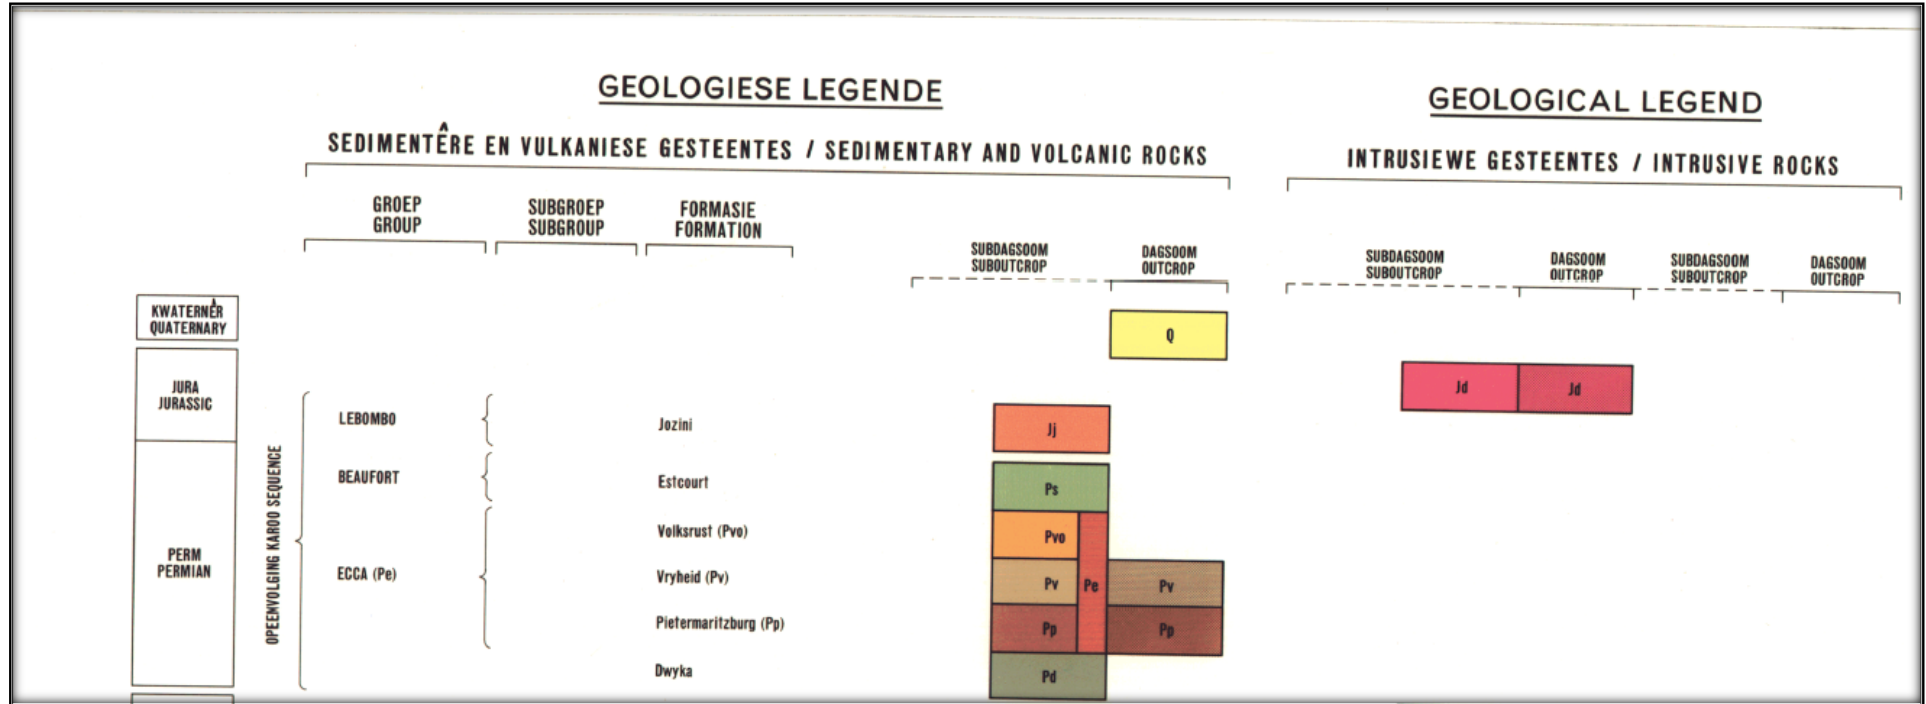 GEOLOGIESE LEGENDE
GEOLOGICAL LEGEND
SEDIMENTÊRE EN VULKANIESE GESTEENTES / SEDIMENTARY AND VOLCANIC ROCKS
INTRUSIEWE GESTEENTES / INTRUSIVE ROCKS
GROEP
GROUP
SUBGROEP
SUBGROUP
FORMASIE
FORMATION
SUBDAGSOOM
SUBOUTCROP
DAGSOOM
OUTCROP
SUBDAGSOOM
SUBOUTCROP
DAGSOOM
OUTCROP
SUBDAGSOOM
SUBOUTCROP
DAGSOOM
OUTCROP
KWATERNÊR
QUATERNARY
Q
JURA
JURASSIC
Jd
Jd
OPEENVOLGING KAROO SEQUENCE
LEBOMBO
Jozini
Jj
BEAUFORT
Estcourt
Ps
PERM
PERMIAN
ECCA (Pe)
Volksrust (Pvo)
Pvo
Vryheid (Pv)
Pv
Pe
Pv
Pietermaritzburg (Pp)
Pp
Pp
Dwyka
Pd